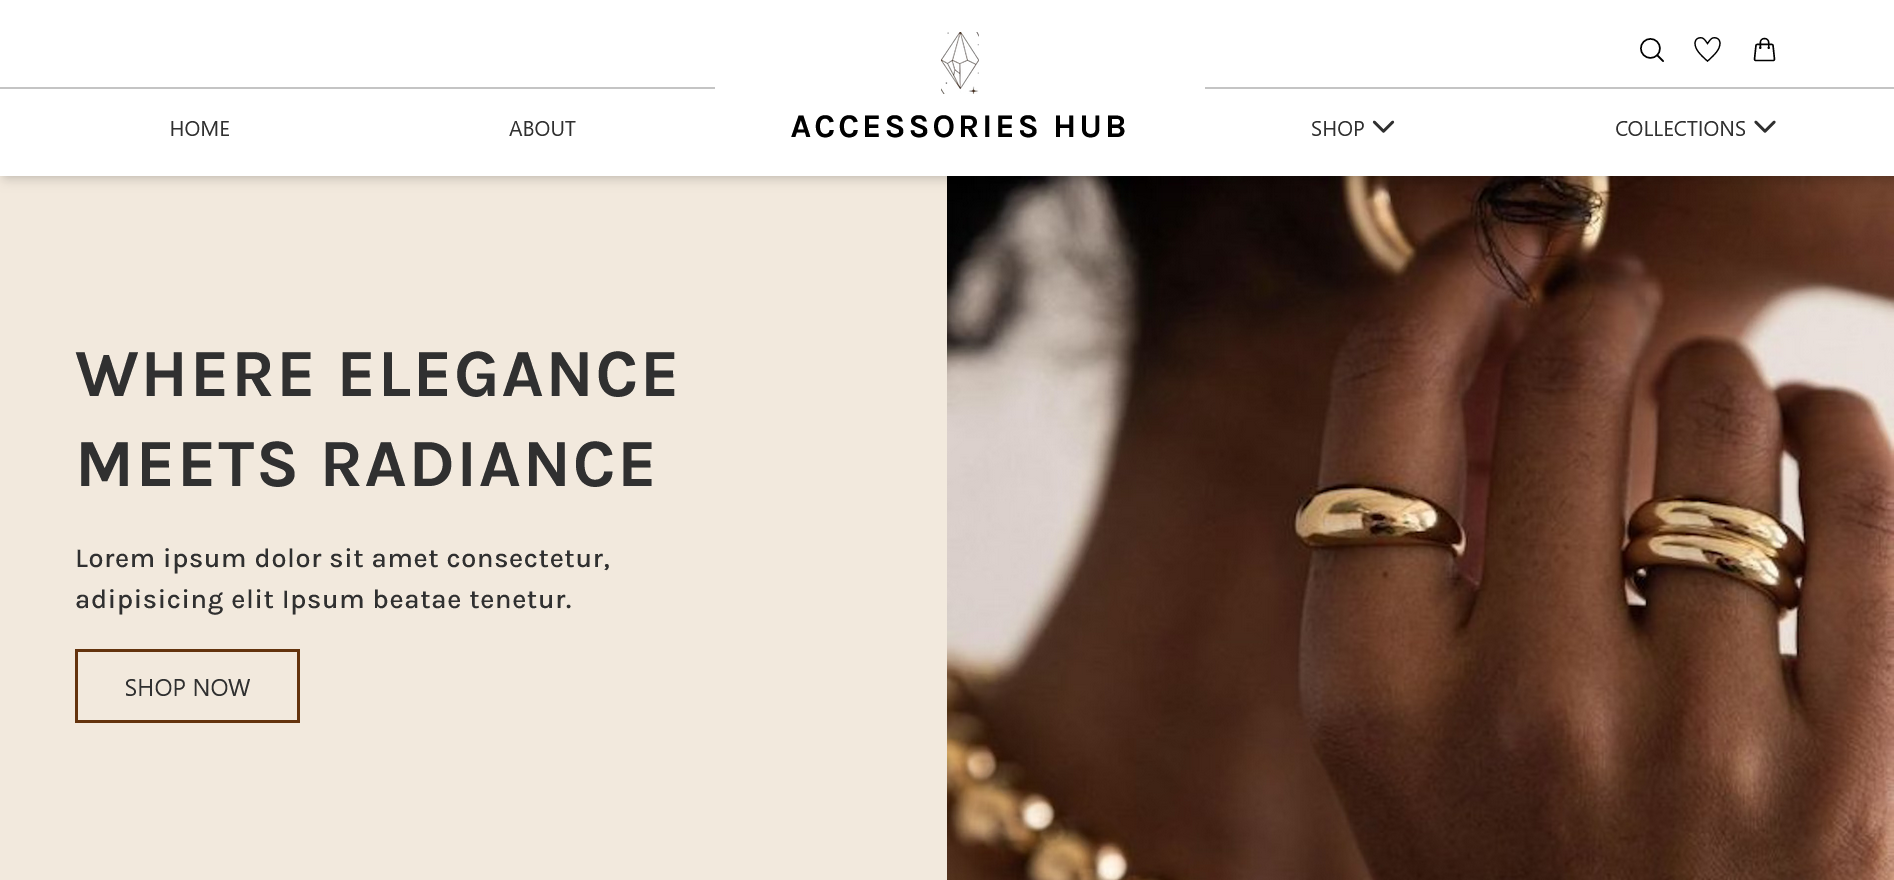 HOME
ABOUT
ACCESSORIES HUB
SHOP
COLLECTIONS
WHERE ELEGANCE
MEETS RADIANCE
Lorem ipsum dolor sit amet consectetur,
adipisicing elit Ipsum beatae tenetur.
SHOP NOW